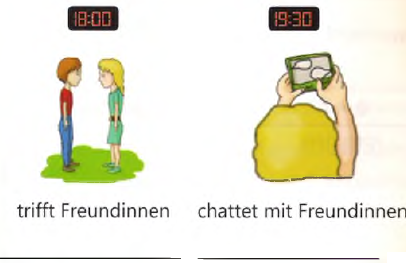 18:00
19:30
trifft Freundinnen
chattet mit Freundinnen